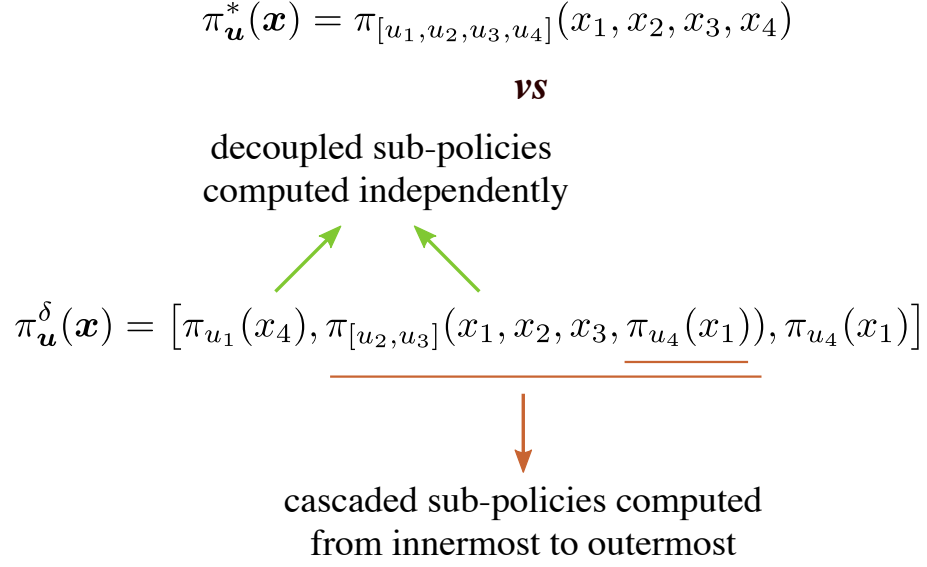 π*_𝒖(𝒙) = π_[u₁,u₂,u₃,u₄](x₁, x₂, x₃, x₄)
vs
decoupled sub-policies
computed independently
π^δ_𝒖(𝒙) = [π_u₁(x₄), π_[u₂,u₃](x₁, x₂, x₃, π_u₄(x₁)), π_u₄(x₁)]
cascaded sub-policies computed
from innermost to outermost